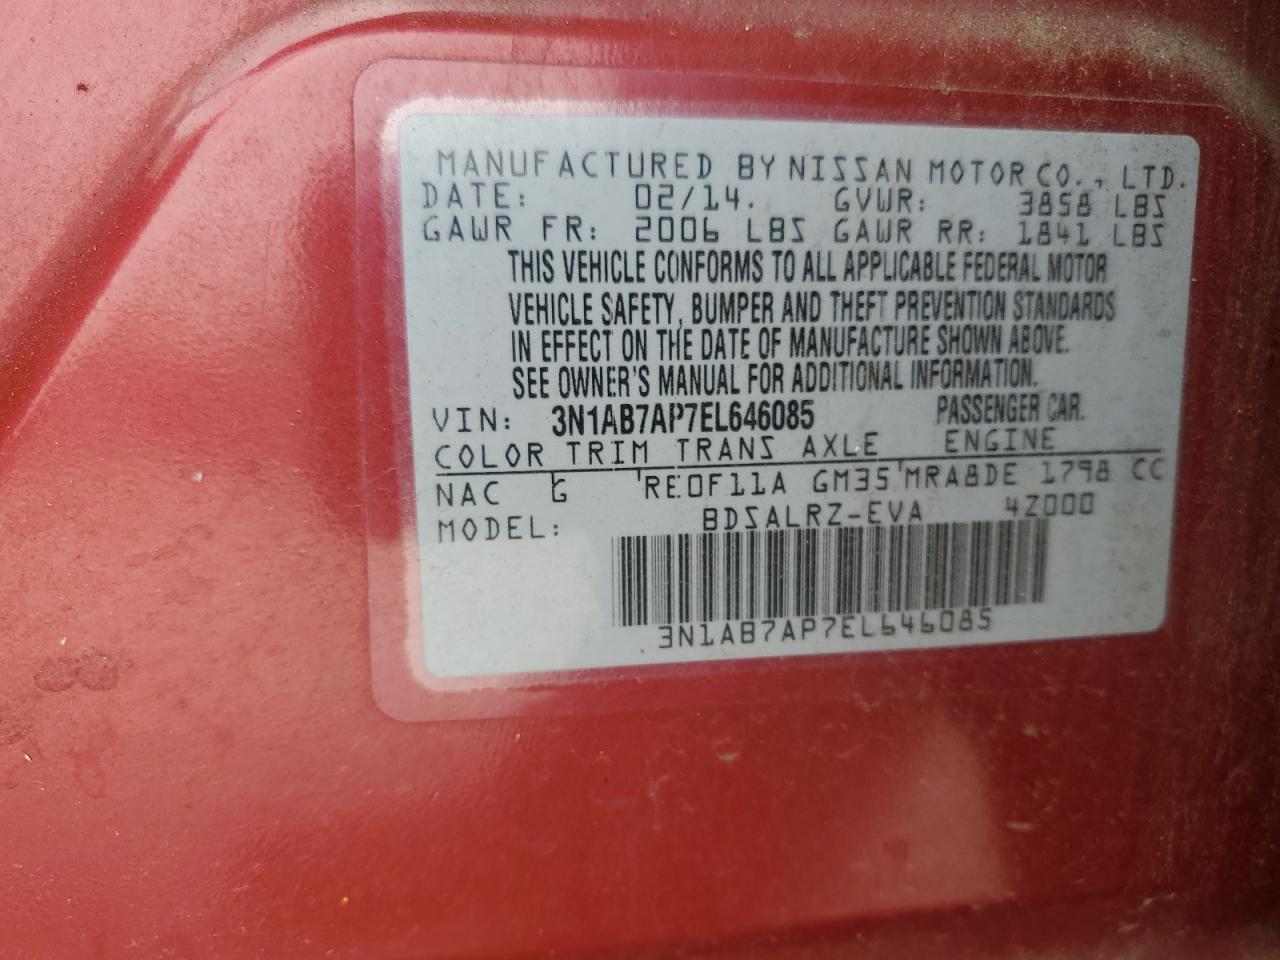 MANUFACTURED BY NISSAN MOTOR CO., LTD.
DATE: 02/14. GVWR: 3858 LBS
GAWR FR: 2006 LBS GAWR RR: 1841 LBS
THIS VEHICLE CONFORMS TO ALL APPLICABLE FEDERAL MOTOR
VEHICLE SAFETY, BUMPER AND THEFT PREVENTION STANDARDS
IN EFFECT ON THE DATE OF MANUFACTURE SHOWN ABOVE.
SEE OWNER'S MANUAL FOR ADDITIONAL INFORMATION.
VIN: 3N1AB7AP7EL646085 PASSENGER CAR.
COLOR TRIM TRANS AXLE ENGINE
NAC G RE0F11A GM35 MRA8DE 1798 CC
MODEL: BDSALRZ-EVA 4Z000
3N1AB7AP7EL646085